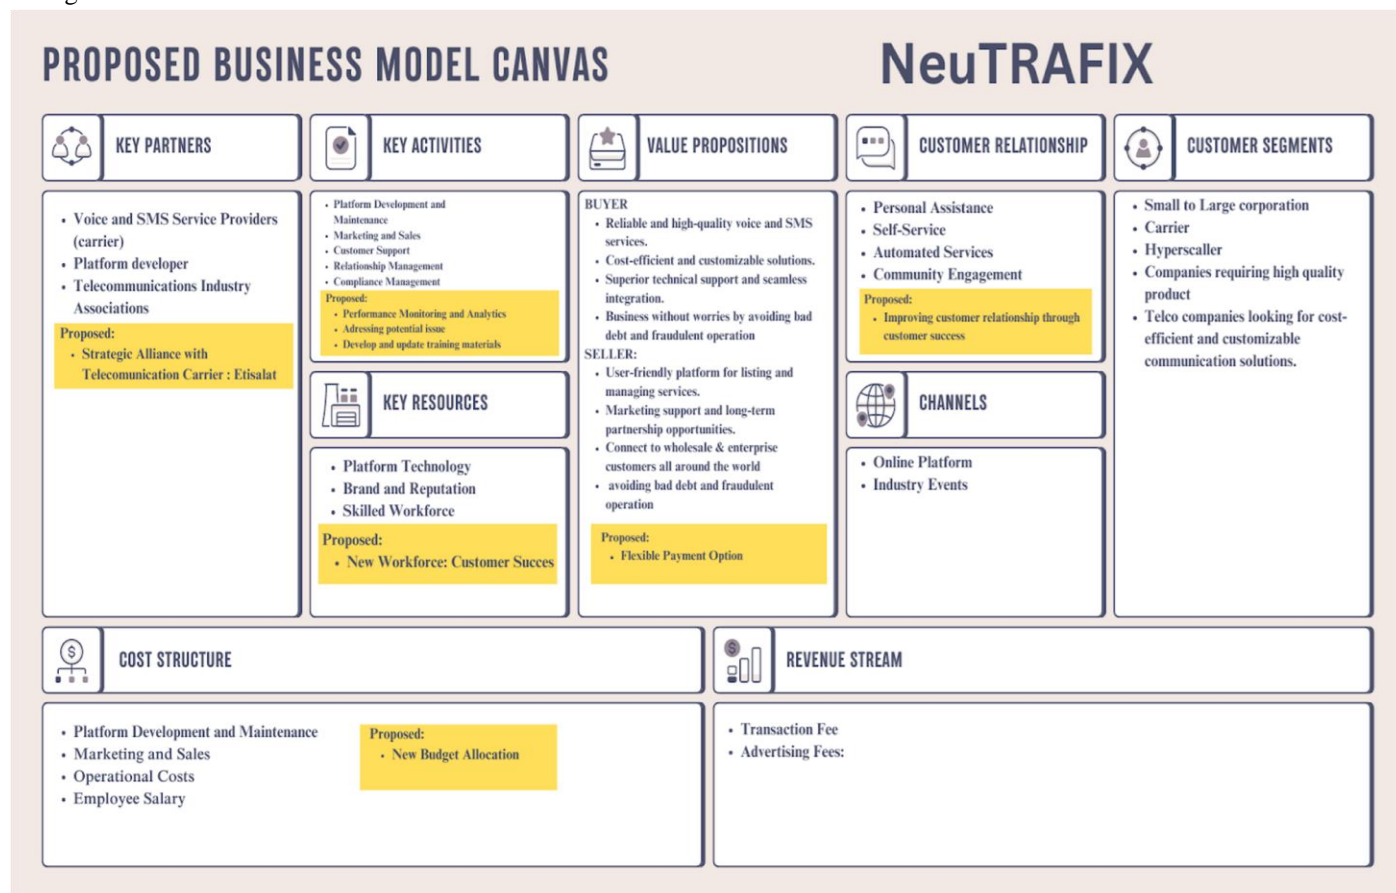 PROPOSED BUSINESS MODEL CANVAS
NeuTRAFIX
KEY PARTNERS
• Voice and SMS Service Providers
(carrier)
• Platform developer
• Telecommunications Industry
Associations
Proposed:
• Strategic Alliance with
Telecomunication Carrier : Etisalat
KEY ACTIVITIES
• Platform Development and
Maintenance
• Marketing and Sales
• Customer Support
• Relationship Management
• Compliance Management
Proposed:
• Performance Monitoring and Analytics
• Adressing potential issue
• Develop and update training materials
KEY RESOURCES
• Platform Technology
• Brand and Reputation
• Skilled Workforce
Proposed:
• New Workforce: Customer Succes
VALUE PROPOSITIONS
BUYER
• Reliable and high-quality voice and SMS
services.
• Cost-efficient and customizable solutions.
• Superior technical support and seamless
integration.
• Business without worries by avoiding bad
debt and fraudulent operation
SELLER:
• User-friendly platform for listing and
managing services.
• Marketing support and long-term
partnership opportunities.
• Connect to wholesale & enterprise
customers all around the world
• avoiding bad debt and fraudulent
operation
Proposed:
• Flexible Payment Option
CUSTOMER RELATIONSHIP
• Personal Assistance
• Self-Service
• Automated Services
• Community Engagement
Proposed:
• Improving customer relationship through
customer success
CHANNELS
• Online Platform
• Industry Events
CUSTOMER SEGMENTS
• Small to Large corporation
• Carrier
• Hyperscaller
• Companies requiring high quality
product
• Telco companies looking for cost-
efficient and customizable
communication solutions.
COST STRUCTURE
• Platform Development and Maintenance
• Marketing and Sales
• Operational Costs
• Employee Salary
Proposed:
• New Budget Allocation
REVENUE STREAM
• Transaction Fee
• Advertising Fees: